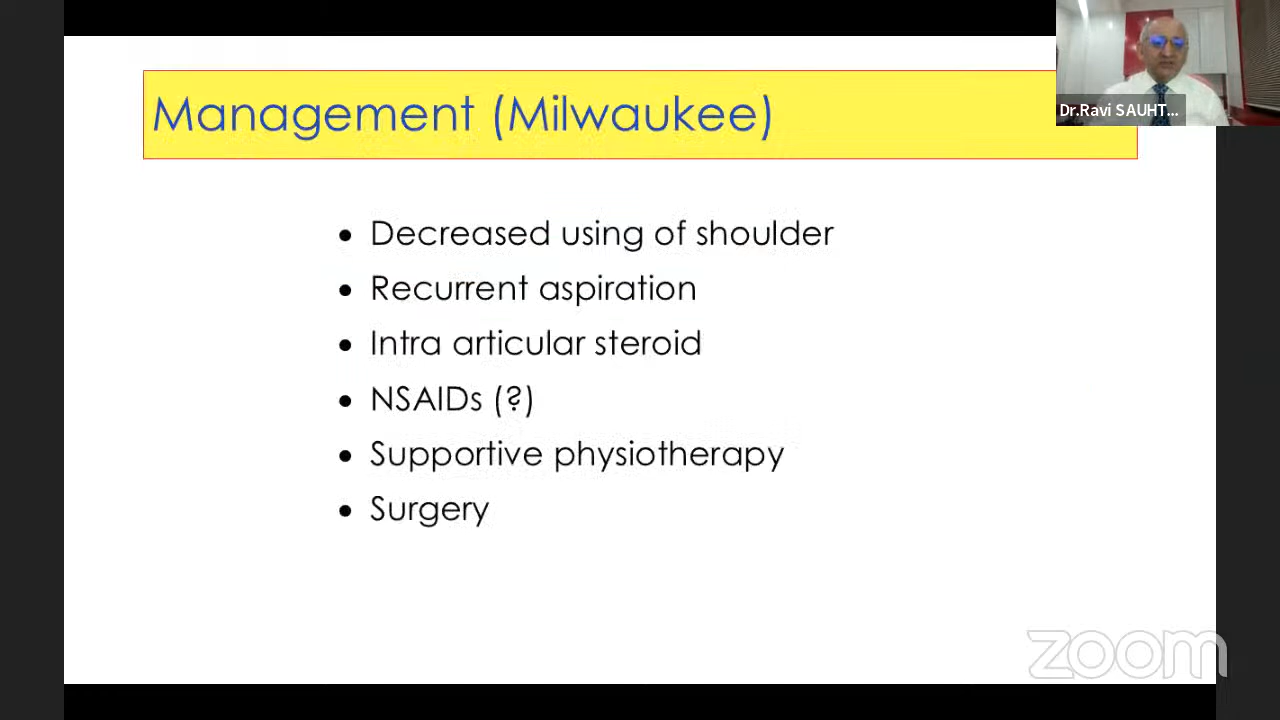 Management (Milwaukee)
Dr.Ravi SAUHT...
• Decreased using of shoulder
• Recurrent aspiration
• Intra articular steroid
• NSAIDs (?)
• Supportive physiotherapy
• Surgery
zoom